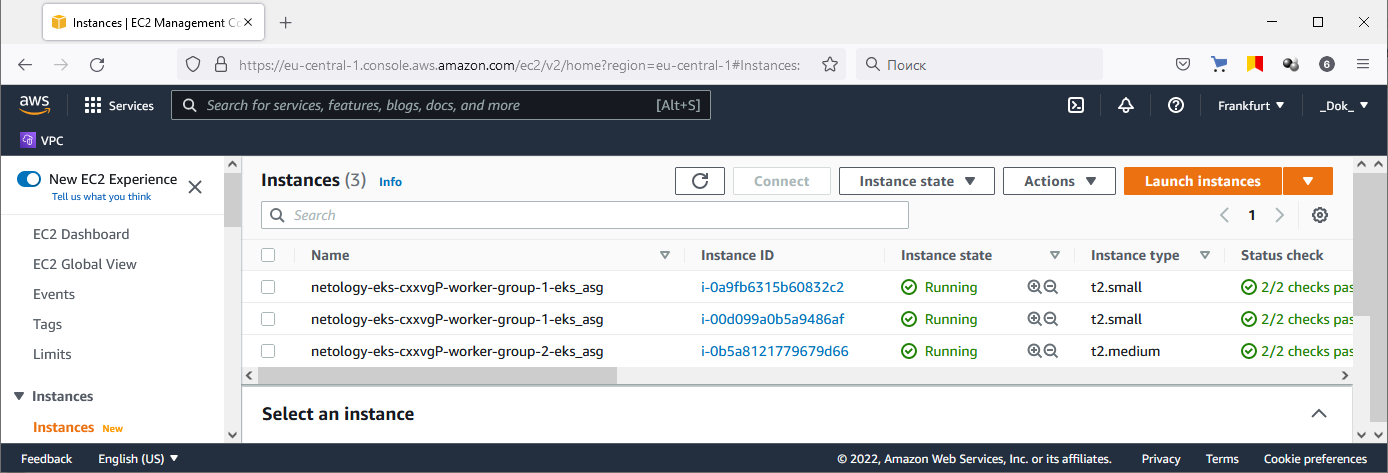 Instances | EC2 Management Co
https://eu-central-1.console.aws.amazon.com/ec2/v2/home?region=eu-central-1#Instances:
Поиск
6
aws
Services
Search for services, features, blogs, docs, and more
[Alt+S]
Frankfurt
_Dok_
VPC
New EC2 Experience
Tell us what you think
EC2 Dashboard
EC2 Global View
Events
Tags
Limits
Instances
Instances New
Instances (3) Info
Connect
Instance state
Actions
Launch instances
Search
1
Name Instance ID Instance state Instance type Status check
netology-eks-cxxvgP-worker-group-1-eks_asg i-0a9fb6315b60832c2 Running t2.small 2/2 checks pas
netology-eks-cxxvgP-worker-group-1-eks_asg i-00d099a0b5a9486af Running t2.small 2/2 checks pas
netology-eks-cxxvgP-worker-group-2-eks_asg i-0b5a8121779679d66 Running t2.medium 2/2 checks pas
Select an instance
Feedback English (US) © 2022, Amazon Web Services, Inc. or its affiliates. Privacy Terms Cookie preferences